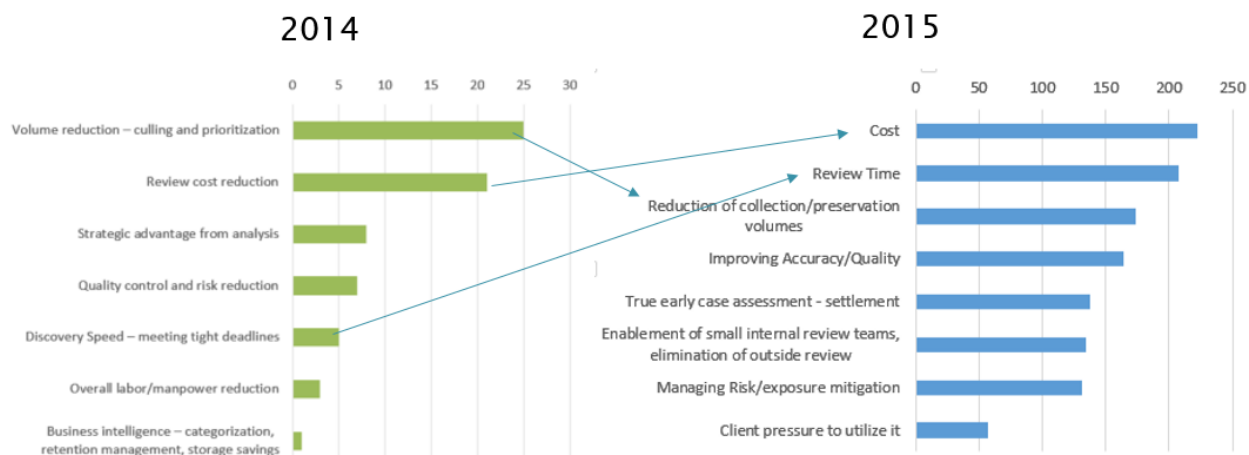 2014
0 5 10 15 20 25 30
Volume reduction – culling and prioritization
Review cost reduction
Strategic advantage from analysis
Quality control and risk reduction
Discovery Speed – meeting tight deadlines
Overall labor/manpower reduction
Business intelligence – categorization,
retention management, storage savings
2015
0 50 100 150 200 250
Cost
Review Time
Reduction of collection/preservation
volumes
Improving Accuracy/Quality
True early case assessment - settlement
Enablement of small internal review teams,
elimination of outside review
Managing Risk/exposure mitigation
Client pressure to utilize it